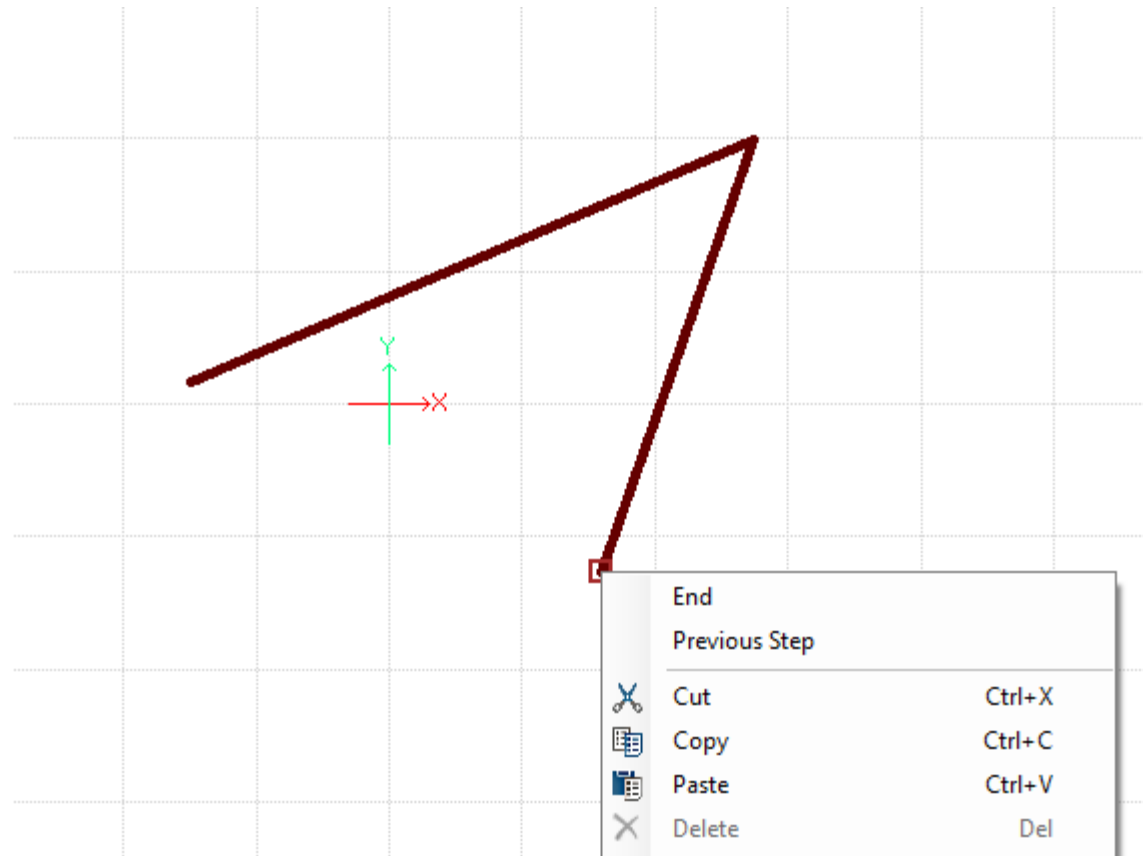 Y
X
End
Previous Step
Cut Ctrl+X
Copy Ctrl+C
Paste Ctrl+V
Delete Del